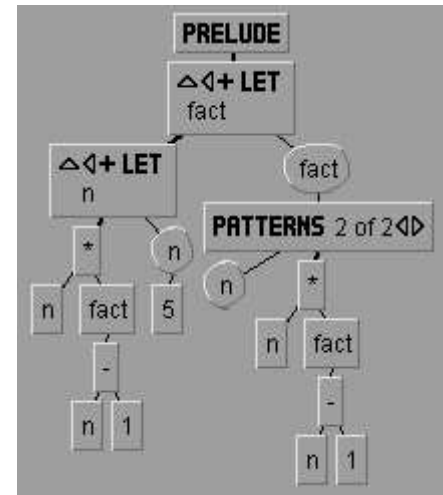 PRELUDE
△◁+ LET
fact
△◁+ LET
n
fact
PATTERNS 2 of 2◁▷
*
n
n
*
n
fact
5
n
fact
-
-
n
1
n
1